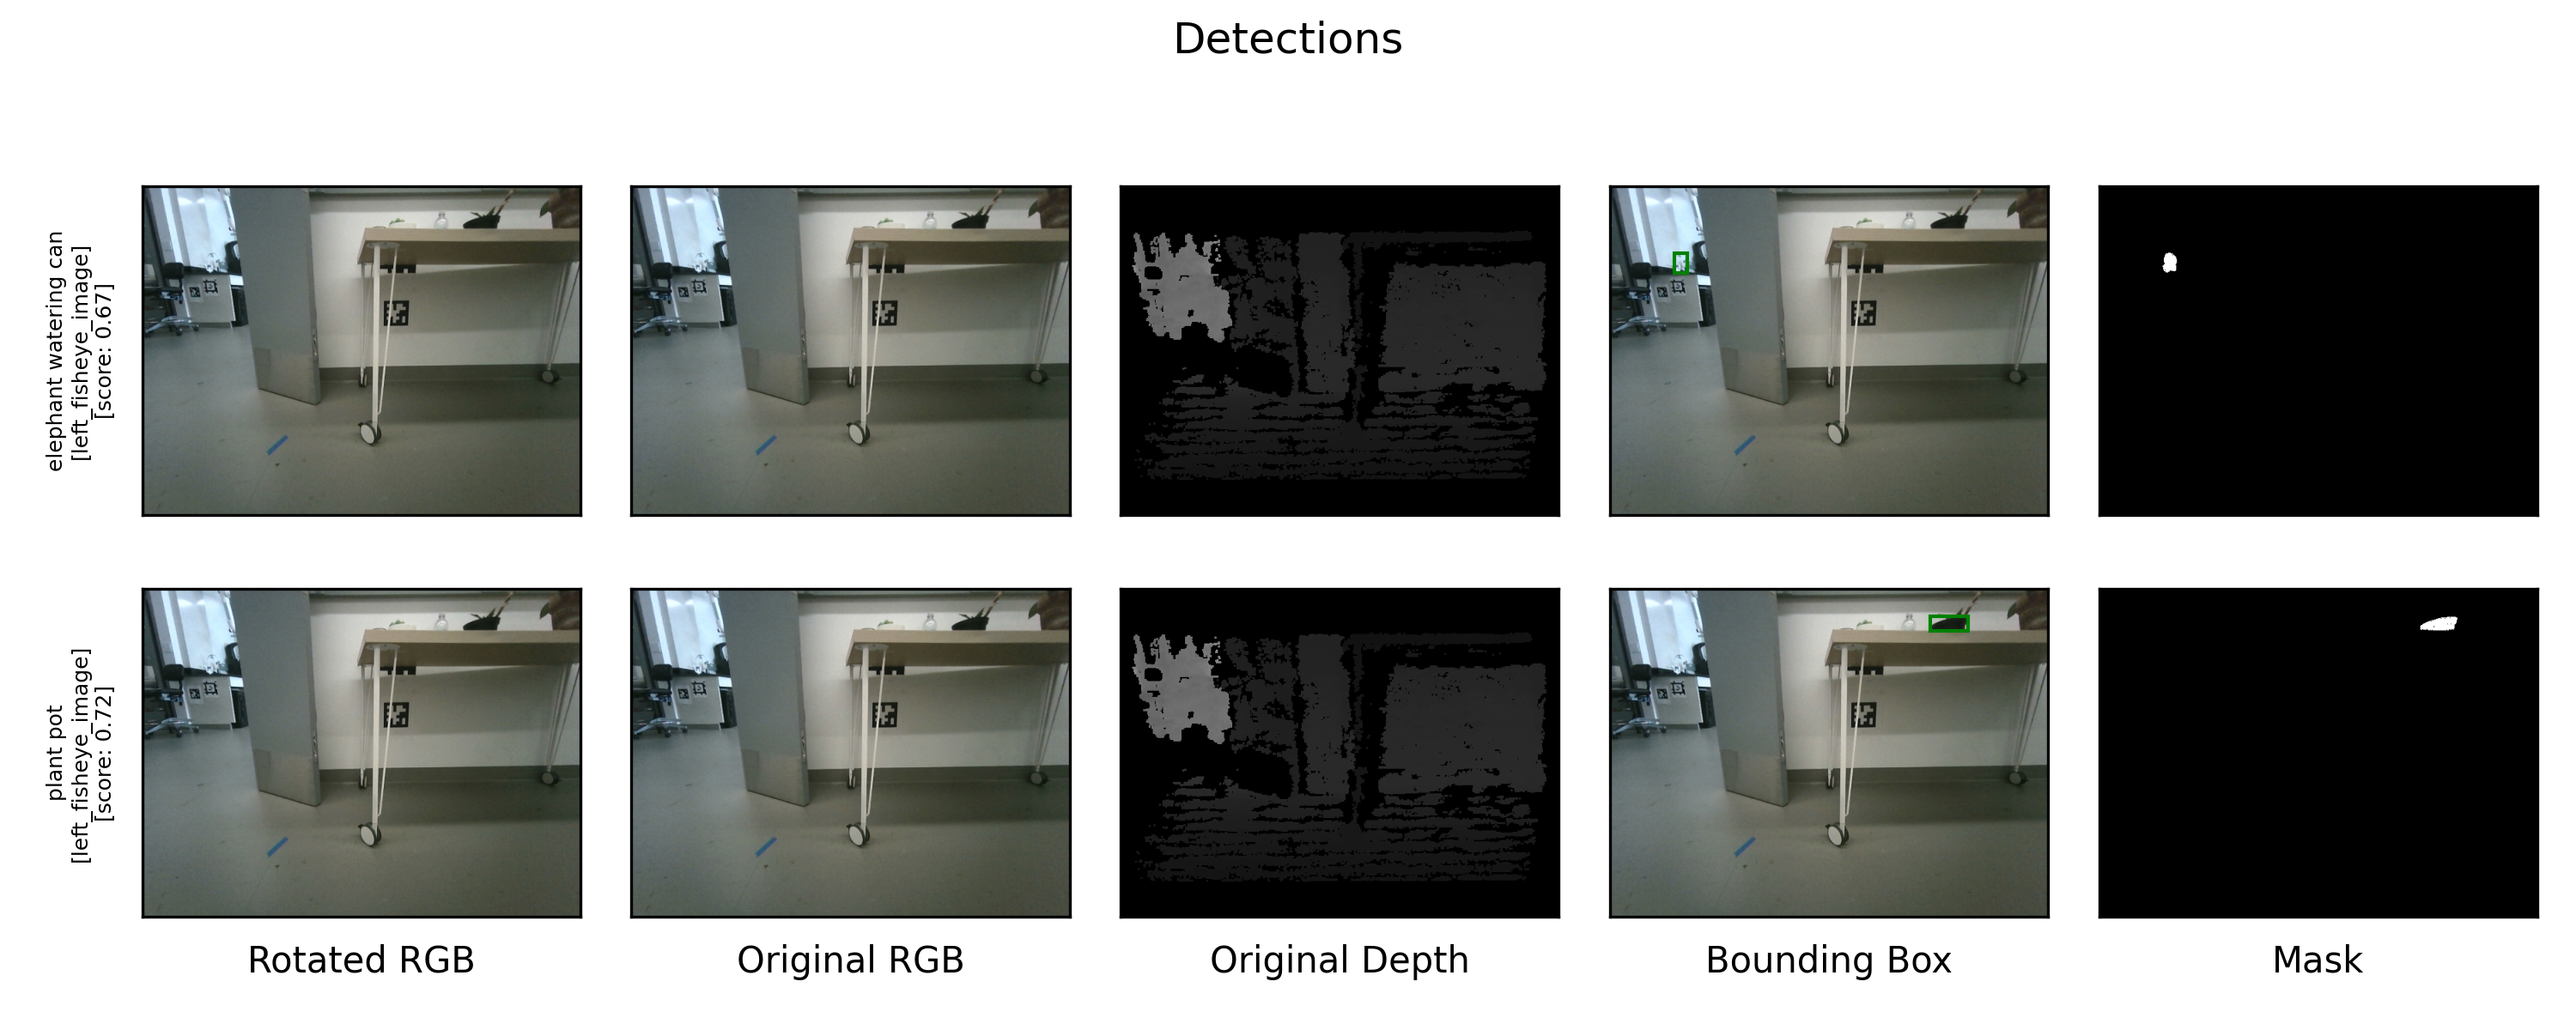 Detections
elephant watering can
[left_fisheye_image]
[score: 0.67]
plant pot
[left_fisheye_image]
[score: 0.72]
Rotated RGB
Original RGB
Original Depth
Bounding Box
Mask